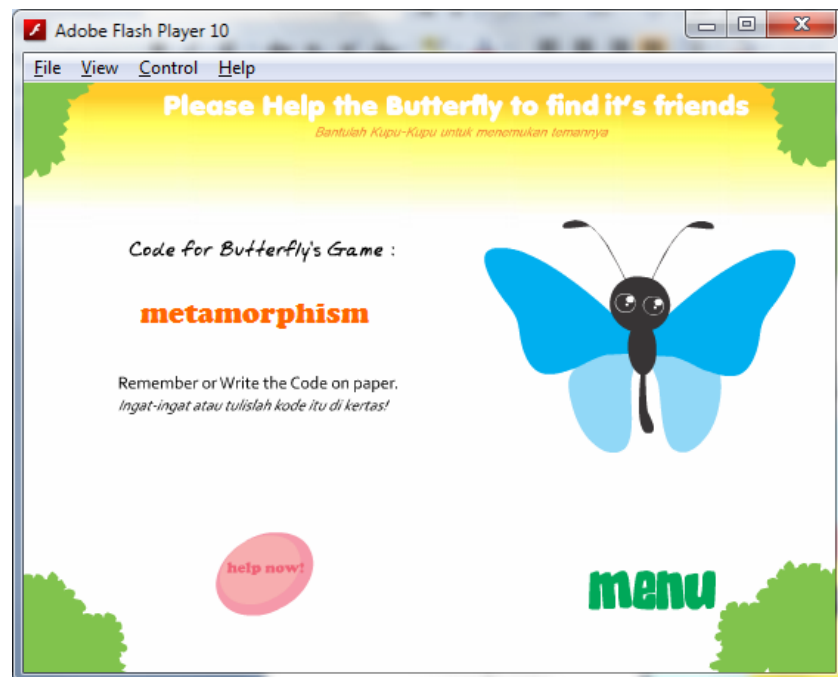 Adobe Flash Player 10
File View Control Help
Please Help the Butterfly to find it's friends
Bantulah Kupu-Kupu untuk menemukan temannya
Code for Butterfly's Game :
metamorphism
Remember or Write the Code on paper.
Ingat-ingat atau tulislah kode itu di kertas!
help now!
menu